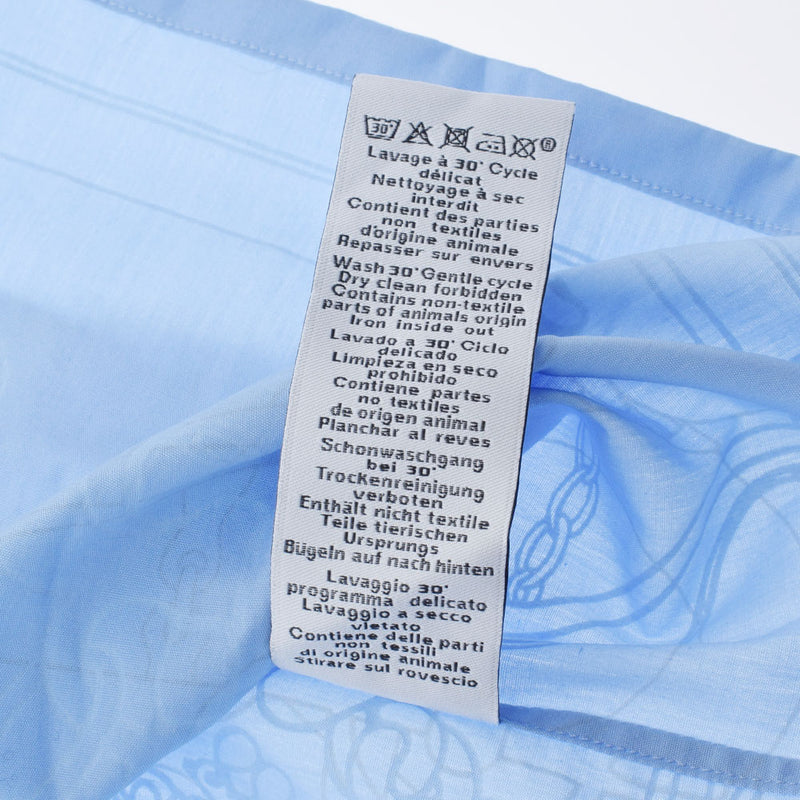 30°
®
Lavage à 30° Cycle
délicat
Nettoyage à sec
interdit
Contient des parties
non textiles
d'origine animale
Repasser sur envers
Wash 30° Gentle cycle
Dry clean forbidden
Contains non-textile
parts of animals origin
Iron inside out
Lavado a 30° Ciclo
delicado
Limpieza en seco
prohibido
Contiene partes
no textiles
de origen animal
Planchar al reves
Schonwaschgang
bei 30°
Trockenreinigung
verboten
Enthält nicht textile
Teile tierischen
Ursprungs
Bügeln auf nach hinten
Lavaggio 30°
programma delicato
Lavaggio a secco
vietato
Contiene delle parti
non tessili
di origine animale
Stirare sul rovescio